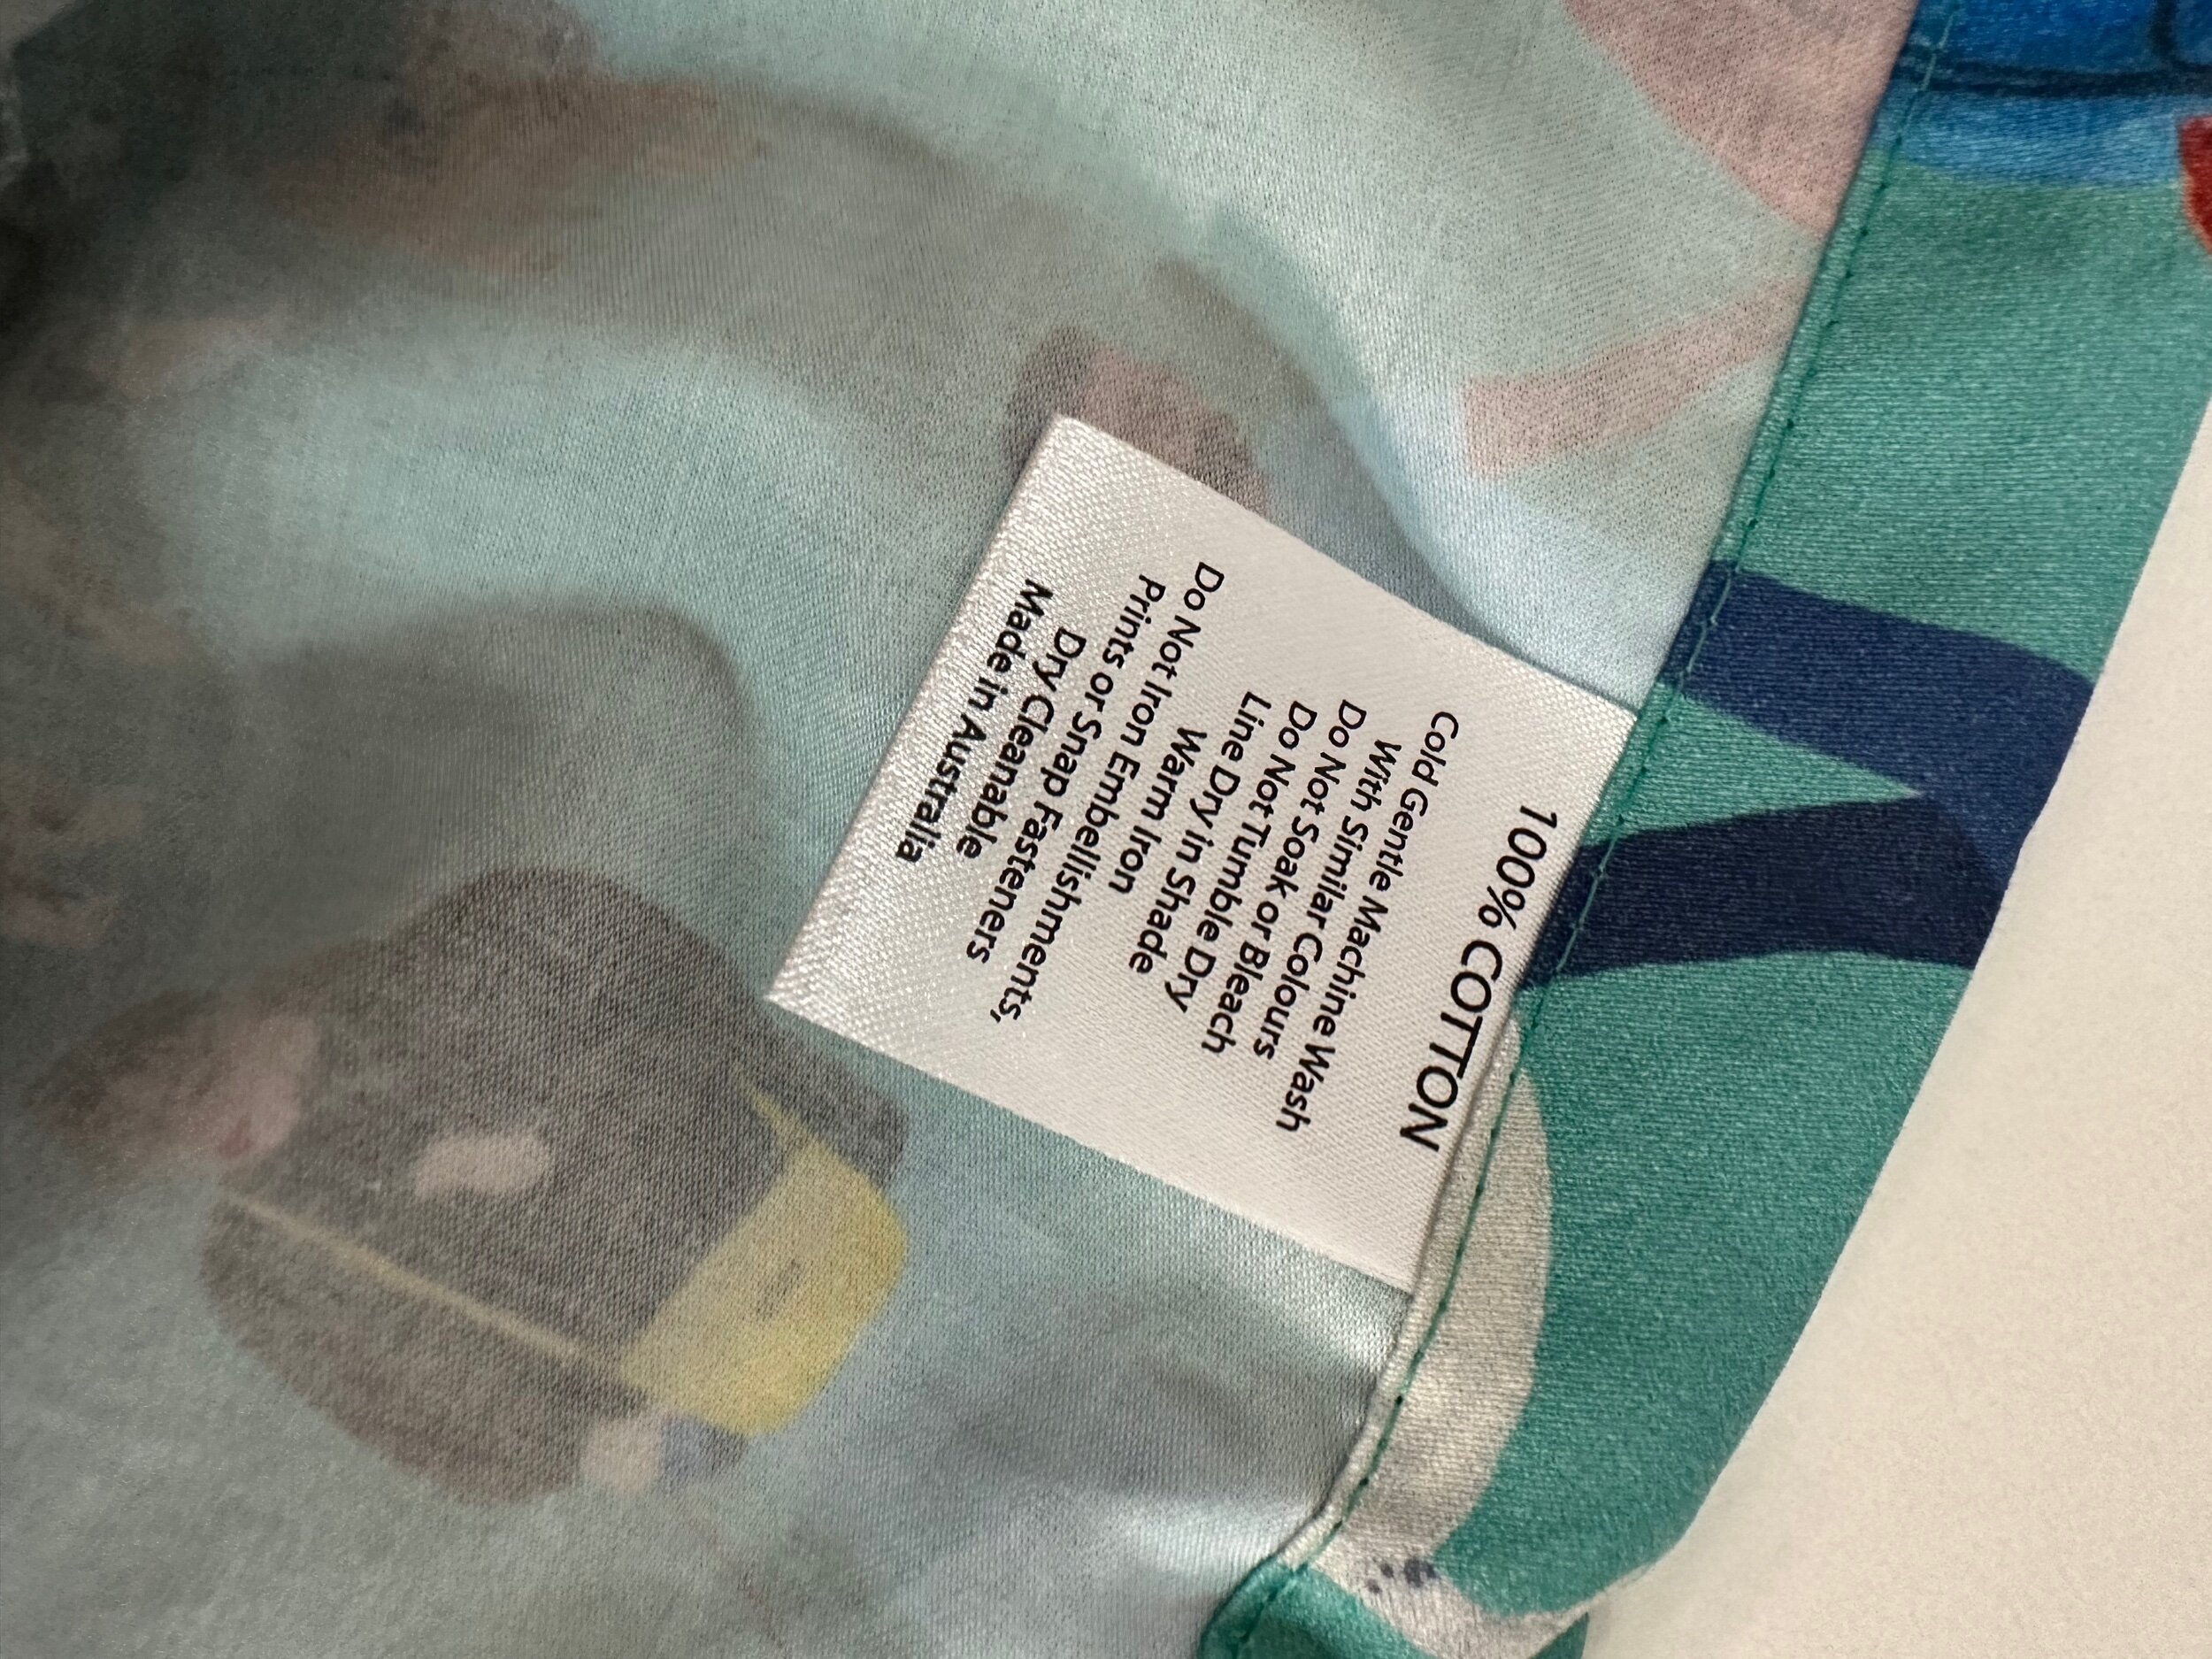 100% COTTON
Cold Gentle Machine Wash
With Similar Colours
Do Not Soak or Bleach
Do Not Tumble Dry
Line Dry in Shade
Warm Iron
Do Not Iron Embellishments,
Prints or Snap Fasteners
Dry Cleanable
Made in Australia